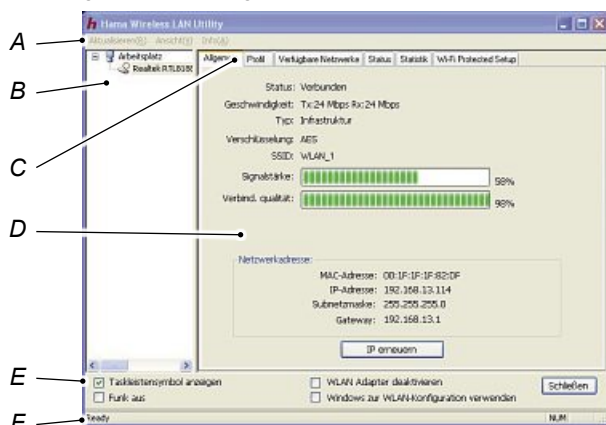 Hama Wireless LAN Utility
A
Aktualisieren(R) Ansicht(V) Info(A)
B
Arbeitsplatz
Realtek RTL8188
Allgemein Profil Verfügbare Netzwerke Status Statistik Wi-Fi Protected Setup
C
Status: Verbunden
Geschwindigkeit: Tx:24 Mbps Rx:24 Mbps
Typ: Infrastruktur
Verschlüsselung: AES
SSID: WLAN_1
Signalstärke: 58%
Verbind. qualität: 98%
D
Netzwerkadresse:
MAC-Adresse: 00:1F:1F:1F:82:DF
IP-Adresse: 192.168.13.114
Subnetzmaske: 255.255.255.0
Gateway: 192.168.13.1
IP erneuern
E
Taskleistensymbol anzeigen
Funk aus
WLAN Adapter deaktivieren
Windows zur WLAN-Konfiguration verwenden
Schließen
F
Ready NUM